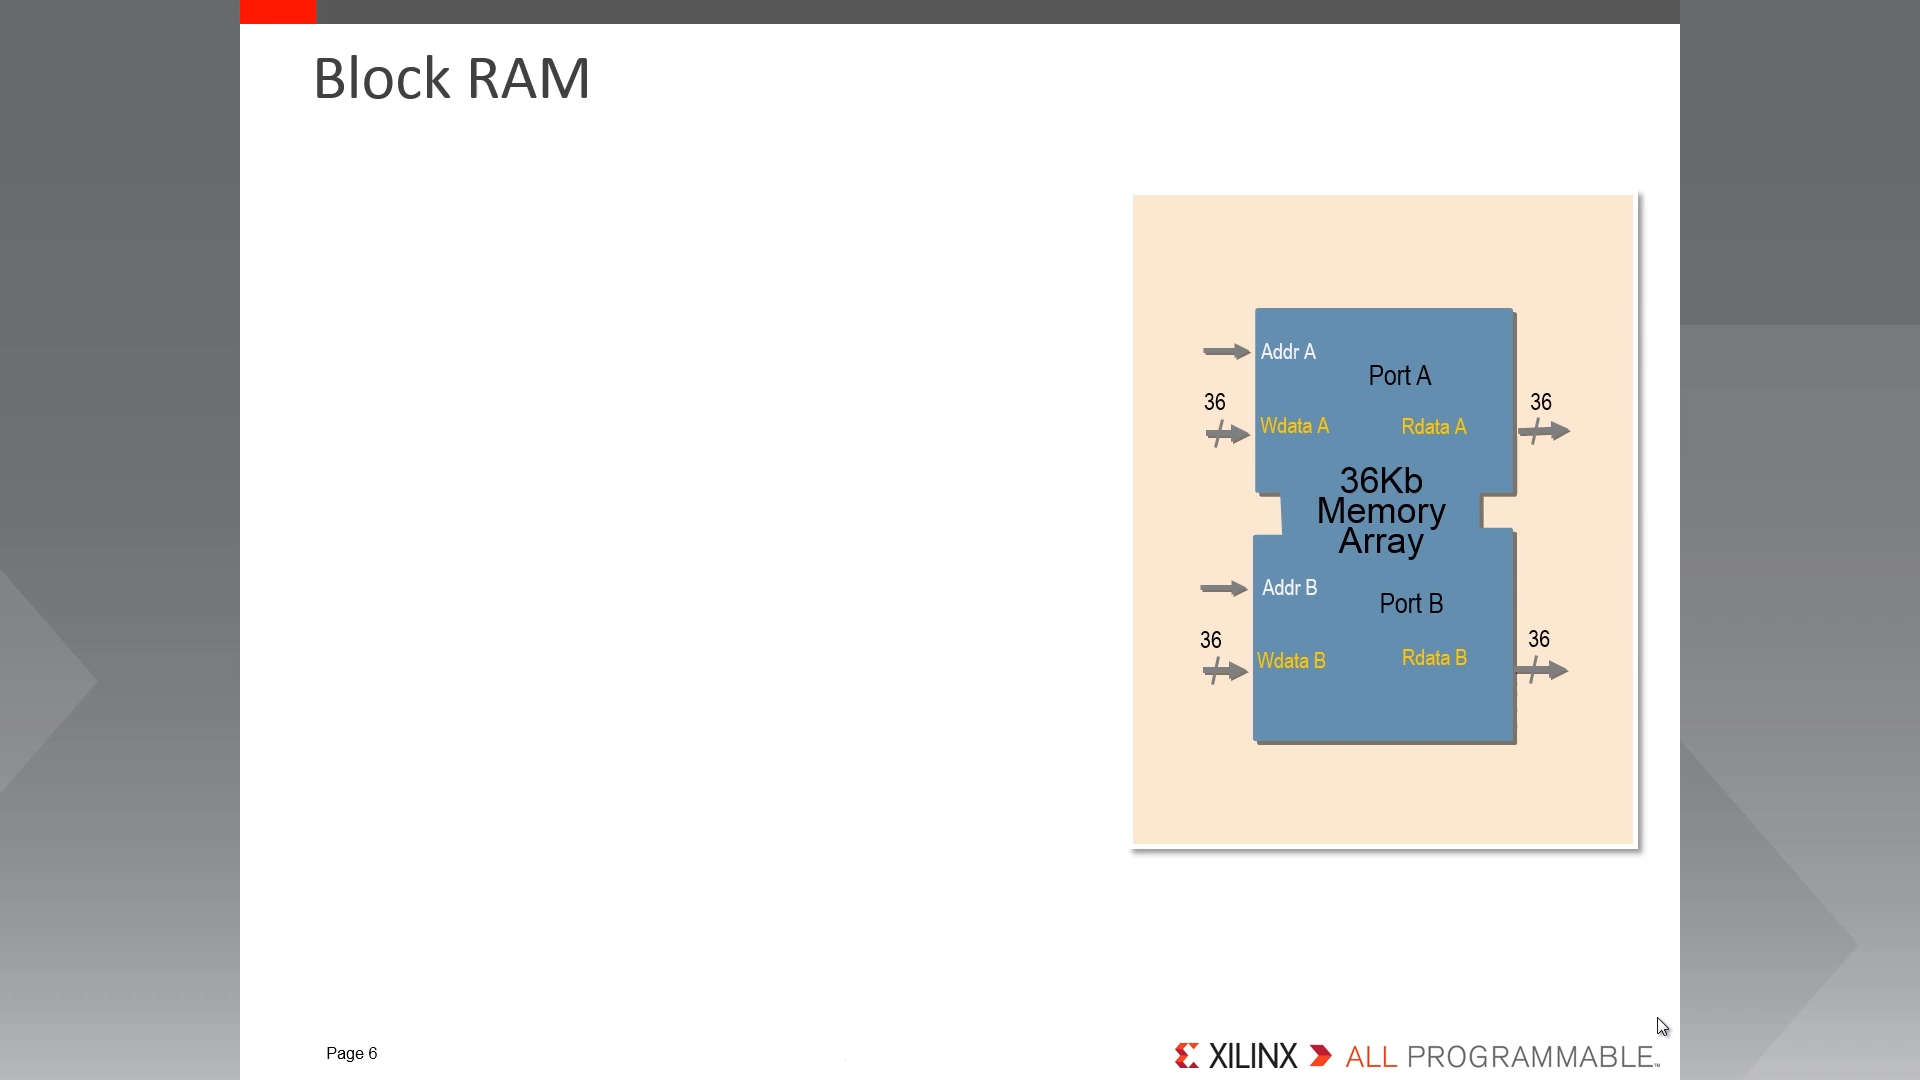 Block RAM
Addr A
Port A
36
36
Wdata A
Rdata A
36Kb
Memory
Array
Addr B
Port B
36
36
Wdata B
Rdata B
Page 6
XILINX ALL PROGRAMMABLE™